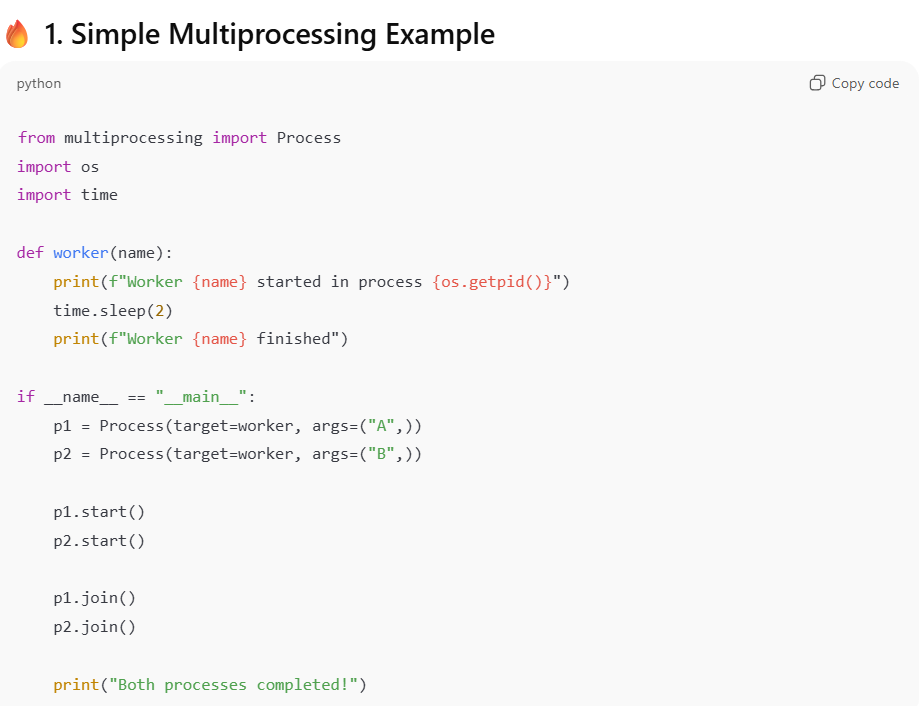 🔥 1. Simple Multiprocessing Example
python
Copy code
from multiprocessing import Process
import os
import time
def worker(name):
    print(f"Worker {name} started in process {os.getpid()}")
    time.sleep(2)
    print(f"Worker {name} finished")
if __name__ == "__main__":
    p1 = Process(target=worker, args=("A",))
    p2 = Process(target=worker, args=("B",))
    p1.start()
    p2.start()
    p1.join()
    p2.join()
    print("Both processes completed!")